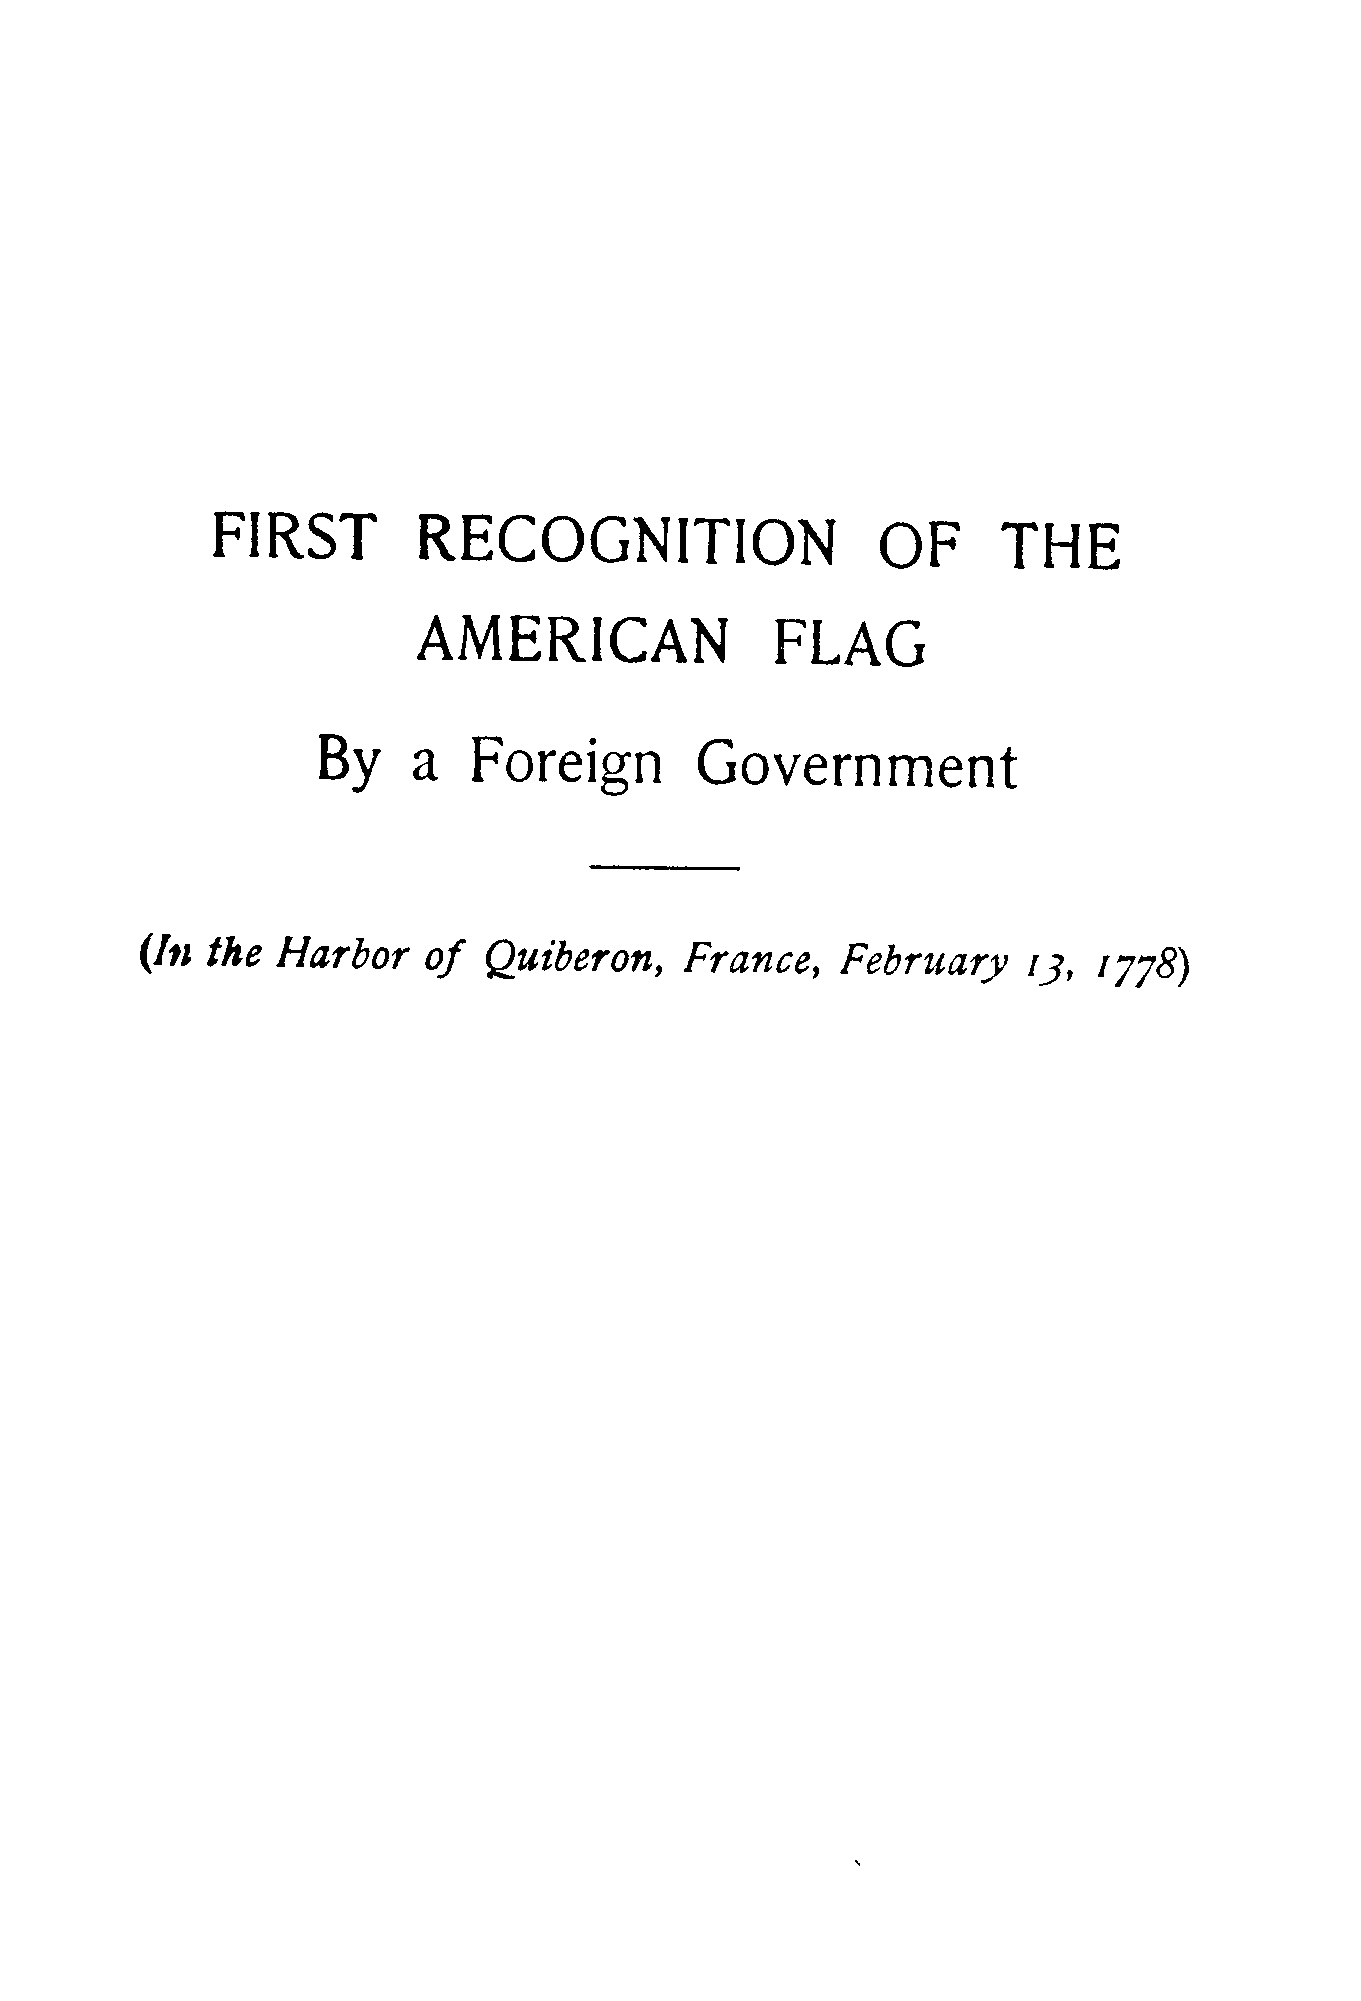 FIRST RECOGNITION OF THE
AMERICAN FLAG
By a Foreign Government
(In the Harbor of Quiberon, France, February 13, 1778)